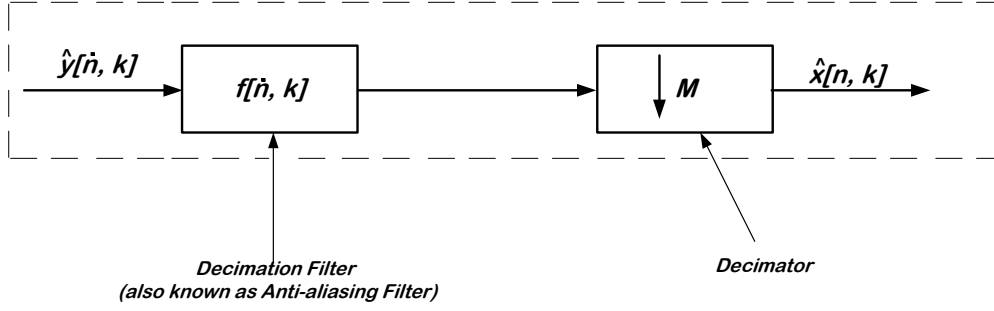 ŷ[ṅ, k]
f[ṅ, k]
↓ M
x̂[n, k]
Decimation Filter
(also known as Anti-aliasing Filter)
Decimator